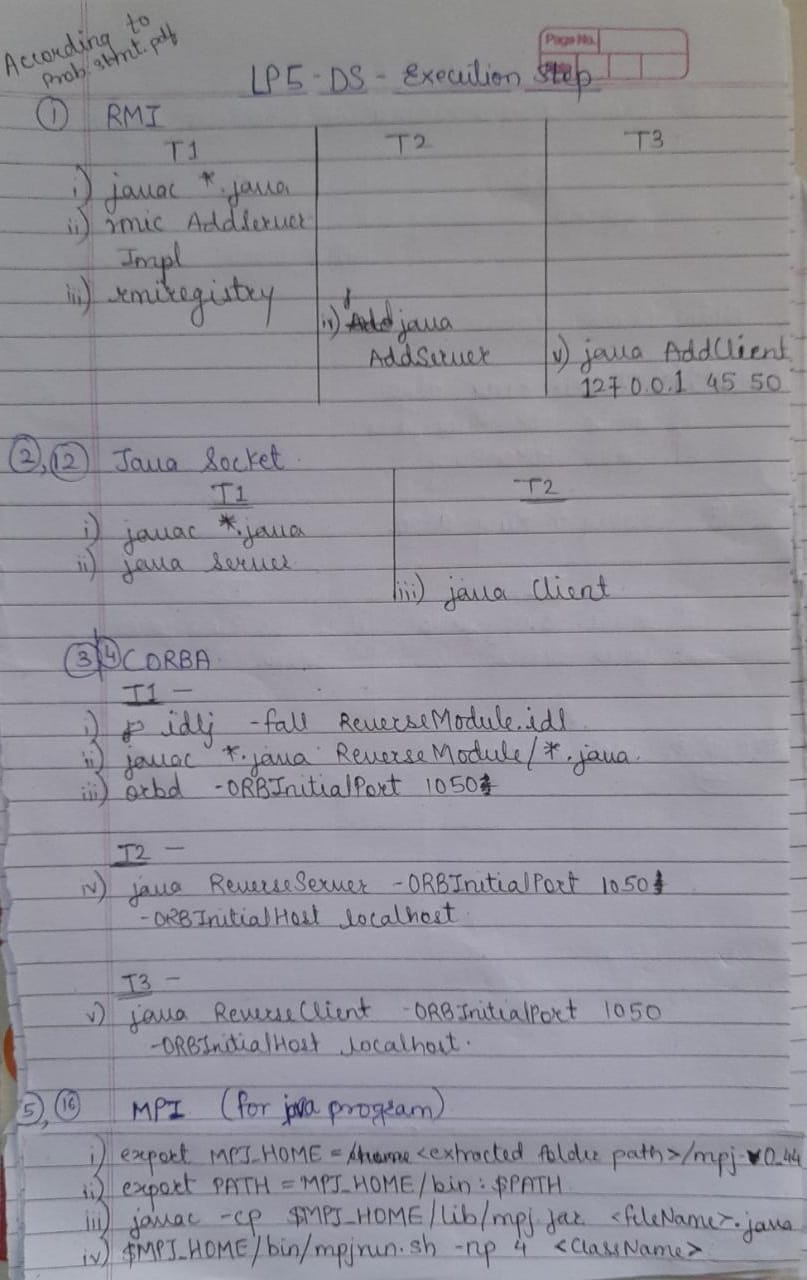 According to
prob. stmt. pdf
Page No.
LP5 - DS - Execution Step
① RMI
T1 T2 T3
i) javac *.java
ii) rmic AddServer
Impl
iii) rmiregistry
iv) java
AddServer
v) java AddClient
127.0.0.1 45 50
②,⑫ Java Socket
T1 T2
i) javac *.java
ii) java Server
iii) java Client
③ ④ CORBA
T1 -
i) idlj -fall ReverseModule.idl
ii) javac *.java ReverseModule/*.java.
iii) orbd -ORBInitialPort 1050
T2 -
iv) java ReverseServer -ORBInitialPort 1050
-ORBInitialHost localhost
T3 -
v) java ReverseClient -ORBInitialPort 1050
-ORBInitialHost localhost.
⑤, ⑯ MPI (for java program)
i) export MPJ_HOME = <extracted folder path>/mpj-v0_44
ii) export PATH = MPJ_HOME/bin : $PATH
iii) javac -cp $MPJ_HOME/lib/mpj.jar <fileName>.java
iv) $MPJ_HOME/bin/mpjrun.sh -np 4 <ClassName>